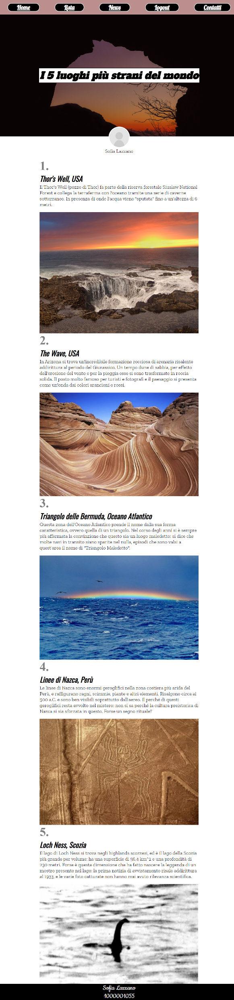 Home Lista News Logout Contatti
I 5 luoghi più strani del mondo
Sofia Lazzano
1.
Thor's Well, USA
Il Thor's Well (pozzo di Thor) fa parte della riserva forestale Siuslaw National
Forest e collega la terraferma con l'oceano tramite una serie di caverne
sotterranee. In presenza di onde l'acqua viene "sputata" fino a un'altezza di 6
metri.
2.
The Wave, USA
In Arizona si trova un'incredibile formazione rocciosa di arenaria risalente
addirittura al periodo del Giurassico. Un tempo dune di sabbia, per effetto
dell'erosione del vento e per la pioggia esse si sono trasformate in roccia
solida. Il posto molto famoso per turisti e fotografi e il paesaggio si presenta
come un'onda dai colori arancioni e rossi.
3.
Triangolo delle Bermuda, Oceano Atlantico
Questa zona dell'Oceano Atlantico prende il nome dalla sua forma
caratteristica, ovvero quella di un triangolo. Nel corso degli anni si è sempre
più affermata la convinzione che questo sia un luogo maledetto: si dice che
molte navi in transito siano sparite nel nulla, episodi che sono valsi a
quest'area il nome di "Triangolo Maledetto".
4.
Linee di Nazca, Perù
Le linee di Nazca sono enormi geroglifici nella zona costiera più arida del
Perù, e raffigurano ragni, scimmie, piante e altri elementi. Risalgono circa al
500 a.C. e sono ben visibili soprattutto dall'aereo. Il perché di questi
geroglifici resta avvolto nel mistero: non si sa perché la cultura preistorica di
Nazca si sia sforzata in questo. Forse un segno rituale?
5.
Loch Ness, Scozia
Il lago di Loch Ness si trova negli highlands scozzesi, ed è il lago della Scozia
più grande per volume: ha una superficie di 56,4 km^2 e una profondità di
230 metri. Forse è questa dimensione che ha fatto nascere la leggenda di un
mostro presente nel lago: la prima notizia di avvistamento risale addirittura
al 1933, e le varie foto catturate non hanno mai avuto rilevanza scientifica.
Sofia Lazzano
1000001055